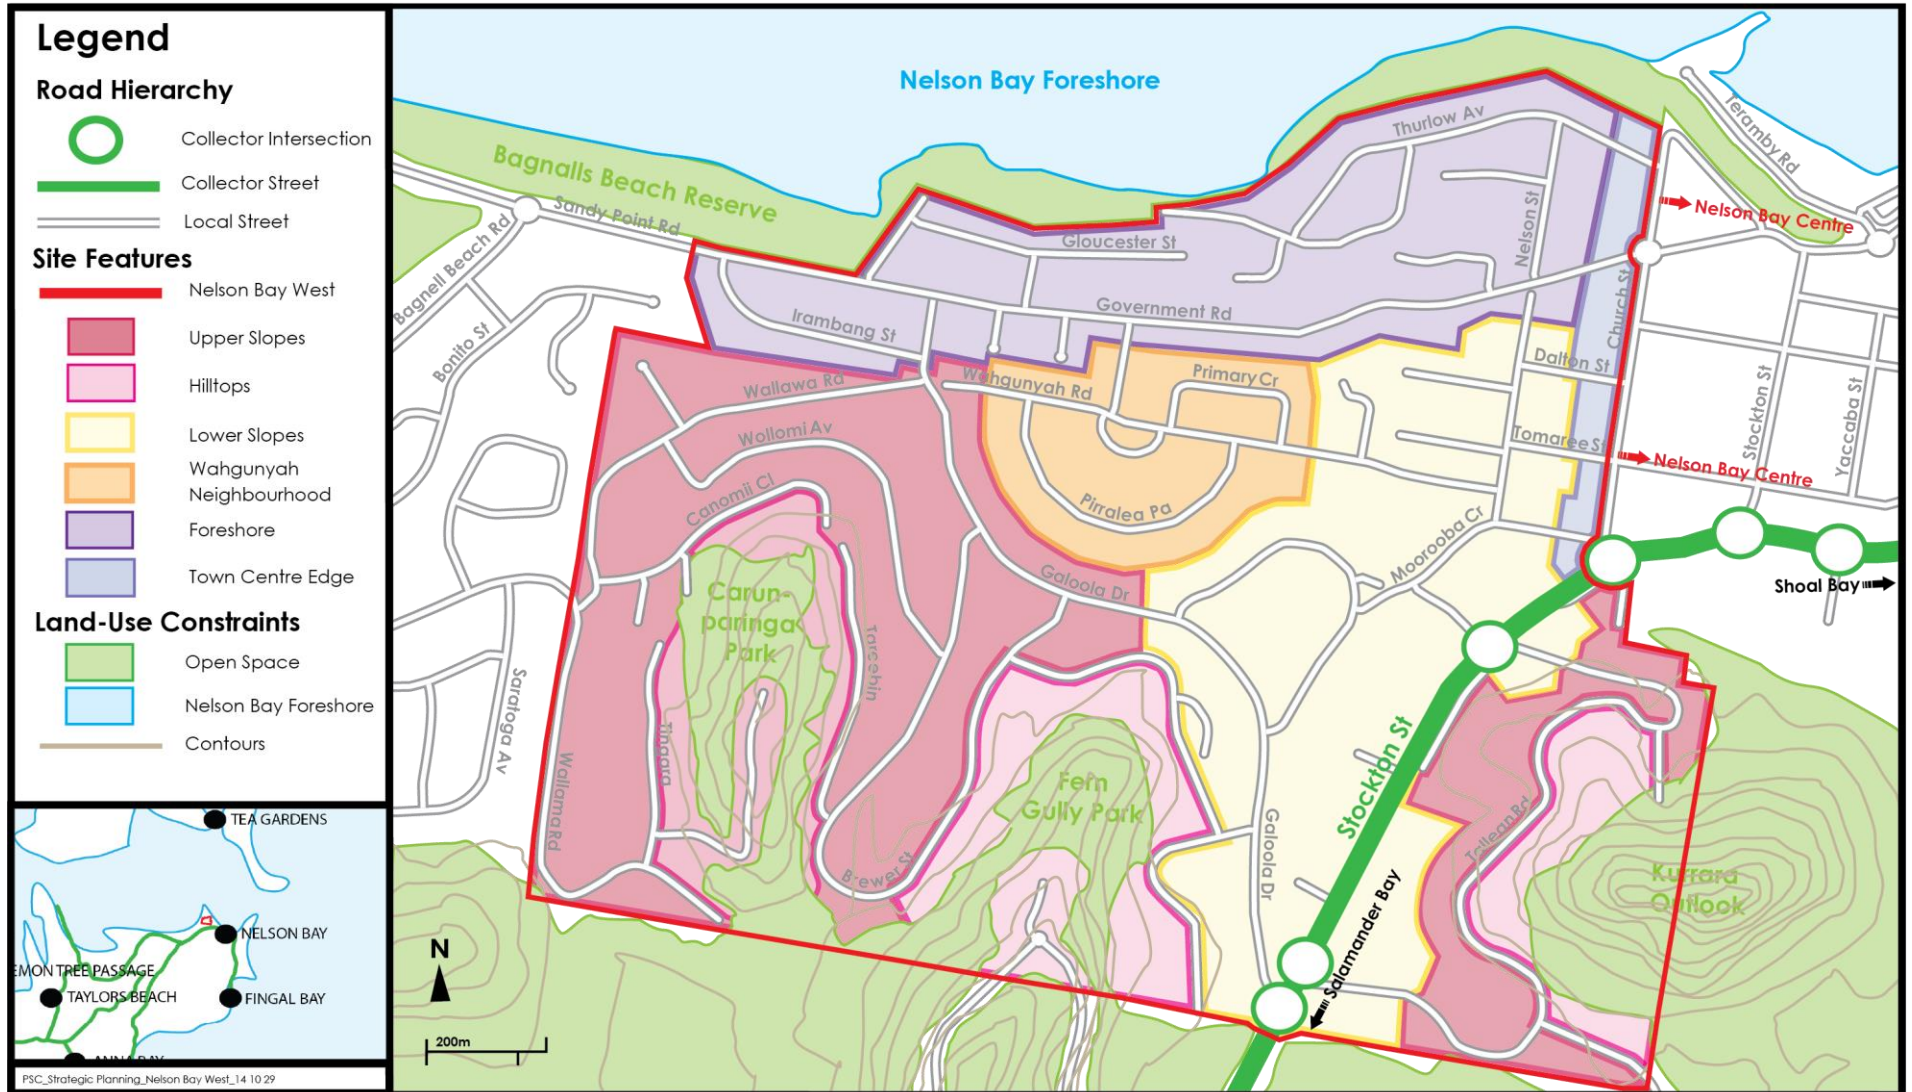 Legend
Road Hierarchy
Collector Intersection
Collector Street
Local Street
Site Features
Nelson Bay West
Upper Slopes
Hilltops
Lower Slopes
Wahgunyah
Neighbourhood
Foreshore
Town Centre Edge
Land-Use Constraints
Open Space
Nelson Bay Foreshore
Contours
TEA GARDENS
NELSON BAY
EMON TREE PASSAGE
TAYLORS BEACH
FINGAL BAY
ANNA BAY
PSC_Strategic Planning_Nelson Bay West_14 10 29
Nelson Bay Foreshore
Bagnalls Beach Reserve
Sandy Point Rd
Bagnell Beach Rd
Bonito St
Thurlow Av
Teramby Rd
Nelson Bay Centre
Gloucester St
Nelson St
Government Rd
Irambang St
Church St
Dalton St
Wallawa Rd
Wahgunyah Rd
Primary Cr
Stockton St
Yaccaba St
Wollomi Av
Tomaree St
Nelson Bay Centre
Canomii Cl
Pirralea Pa
Moorooba Cr
Galoola Dr
Shoal Bay
Carun-
paringa
Park
Tareebin
Saratoga Av
Wallama Rd
Tingara
Fern
Gully Park
Stockton St
Galoola Dr
Tallean Rd
Kurrara
Outlook
Brewer St
Salamander Bay
N
200m